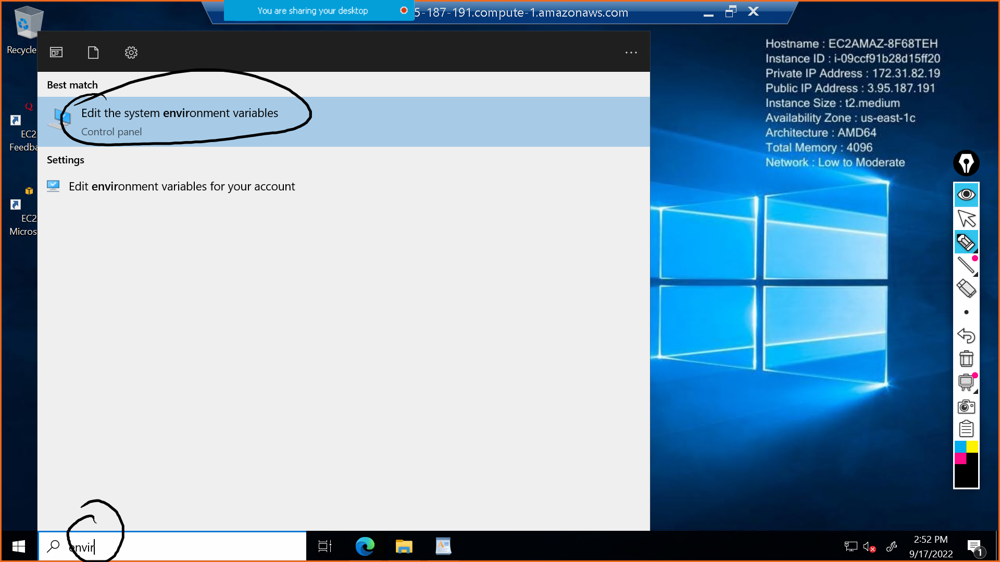 You are sharing your desktop
5-187-191.compute-1.amazonaws.com
Recycle
Hostname : EC2AMAZ-8F68TEH
Instance ID : i-09ccf91b28d15ff20
Private IP Address : 172.31.82.19
Public IP Address : 3.95.187.191
Instance Size : t2.medium
Availability Zone : us-east-1c
Architecture : AMD64
Total Memory : 4096
Network : Low to Moderate
Best match
Edit the system environment variables
Control panel
Settings
Edit environment variables for your account
Q
EC2
Feedba
EC2
Micros
envir
2:52 PM
9/17/2022
1